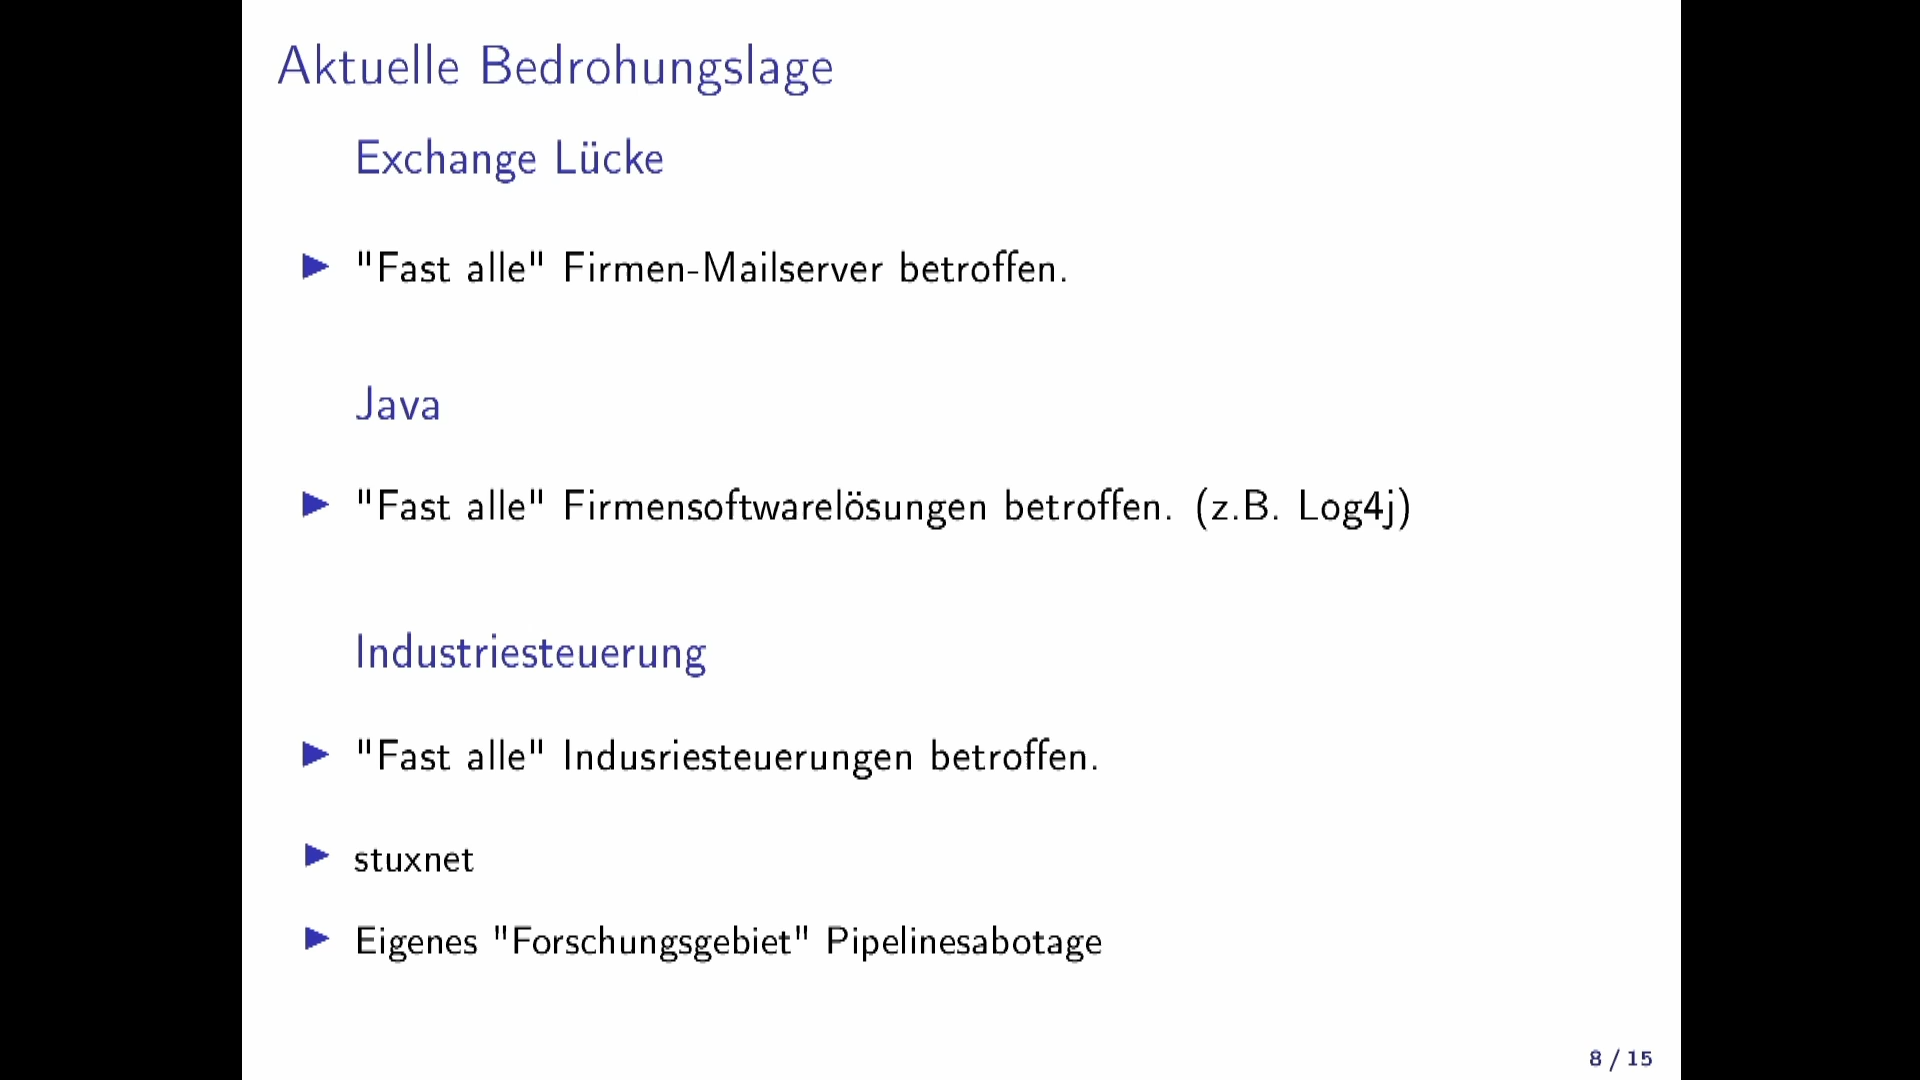 Aktuelle Bedrohungslage
Exchange Lücke
▶ "Fast alle" Firmen-Mailserver betroffen.
Java
▶ "Fast alle" Firmensoftwarelösungen betroffen. (z.B. Log4j)
Industriesteuerung
▶ "Fast alle" Indusriesteuerungen betroffen.
▶ stuxnet
▶ Eigenes "Forschungsgebiet" Pipelinesabotage
8 / 15